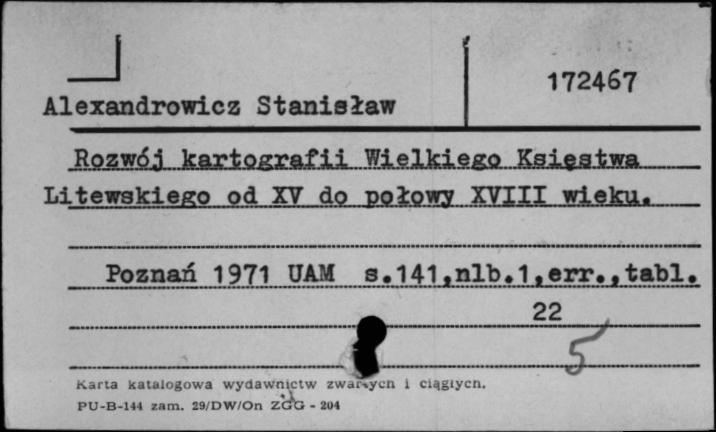 172467
Alexandrowicz Stanisław
Rozwój kartografii Wielkiego Księstwa
Litewskiego od XV do połowy XVIII wieku.
Poznań 1971 UAM s.141,nlb.1,err.,tabl.
22
5
Karta katalogowa wydawnictw zwartych i ciągłych.
PU-B-144 zam. 29/DW/On ZGG - 204